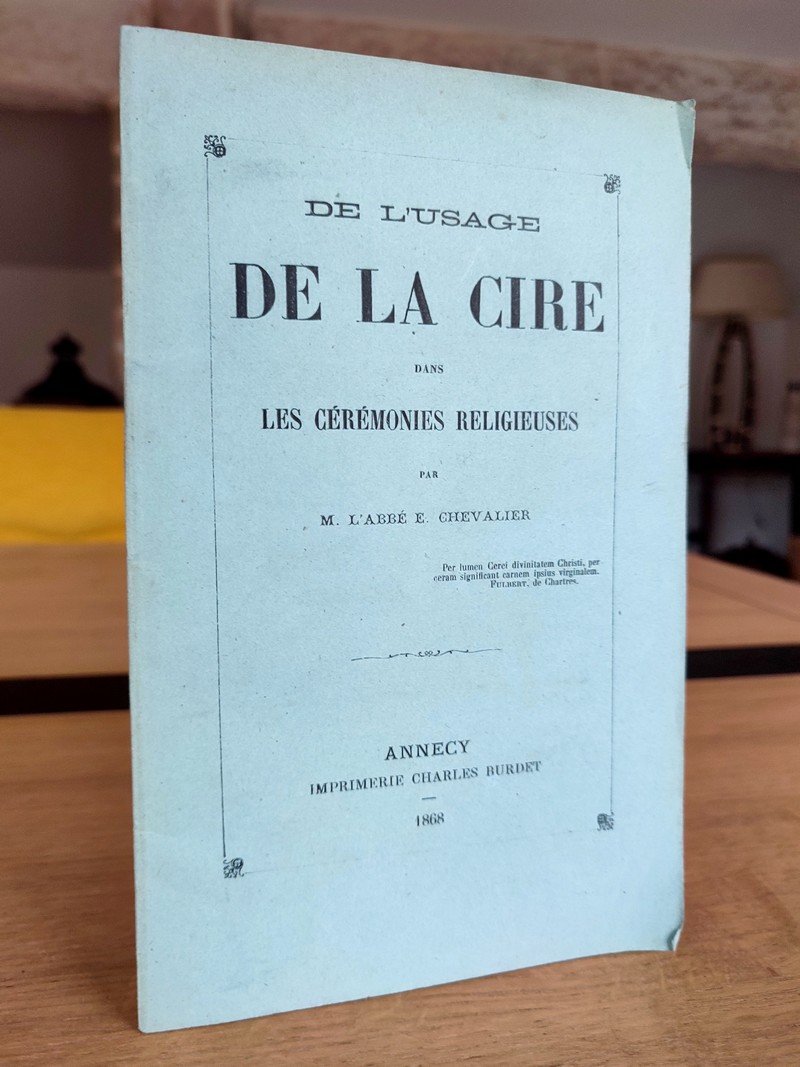 DE L'USAGE
DE LA CIRE
DANS
LES CÉRÉMONIES RELIGIEUSES
PAR
M. L'ABBÉ E. CHEVALIER
Per lumen Cerei divinitatem Christi, per
ceram significant carnem ipsius virginalem.
FULBERT, de Chartres.
ANNECY
IMPRIMERIE CHARLES BURDET
1868